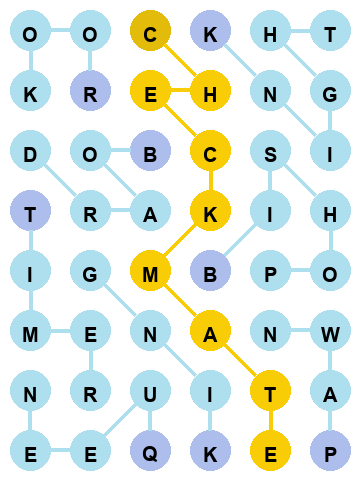 O O C K H T
K R E H N G
D O B C S I
T R A K I H
I G M B P O
M E N A N W
N R U I T A
E E Q K E P